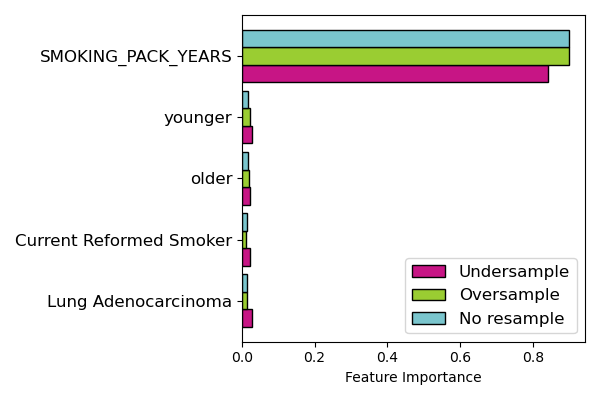 SMOKING_PACK_YEARS
younger
older
Current Reformed Smoker
Lung Adenocarcinoma
Undersample
Oversample
No resample
0.0 0.2 0.4 0.6 0.8
Feature Importance